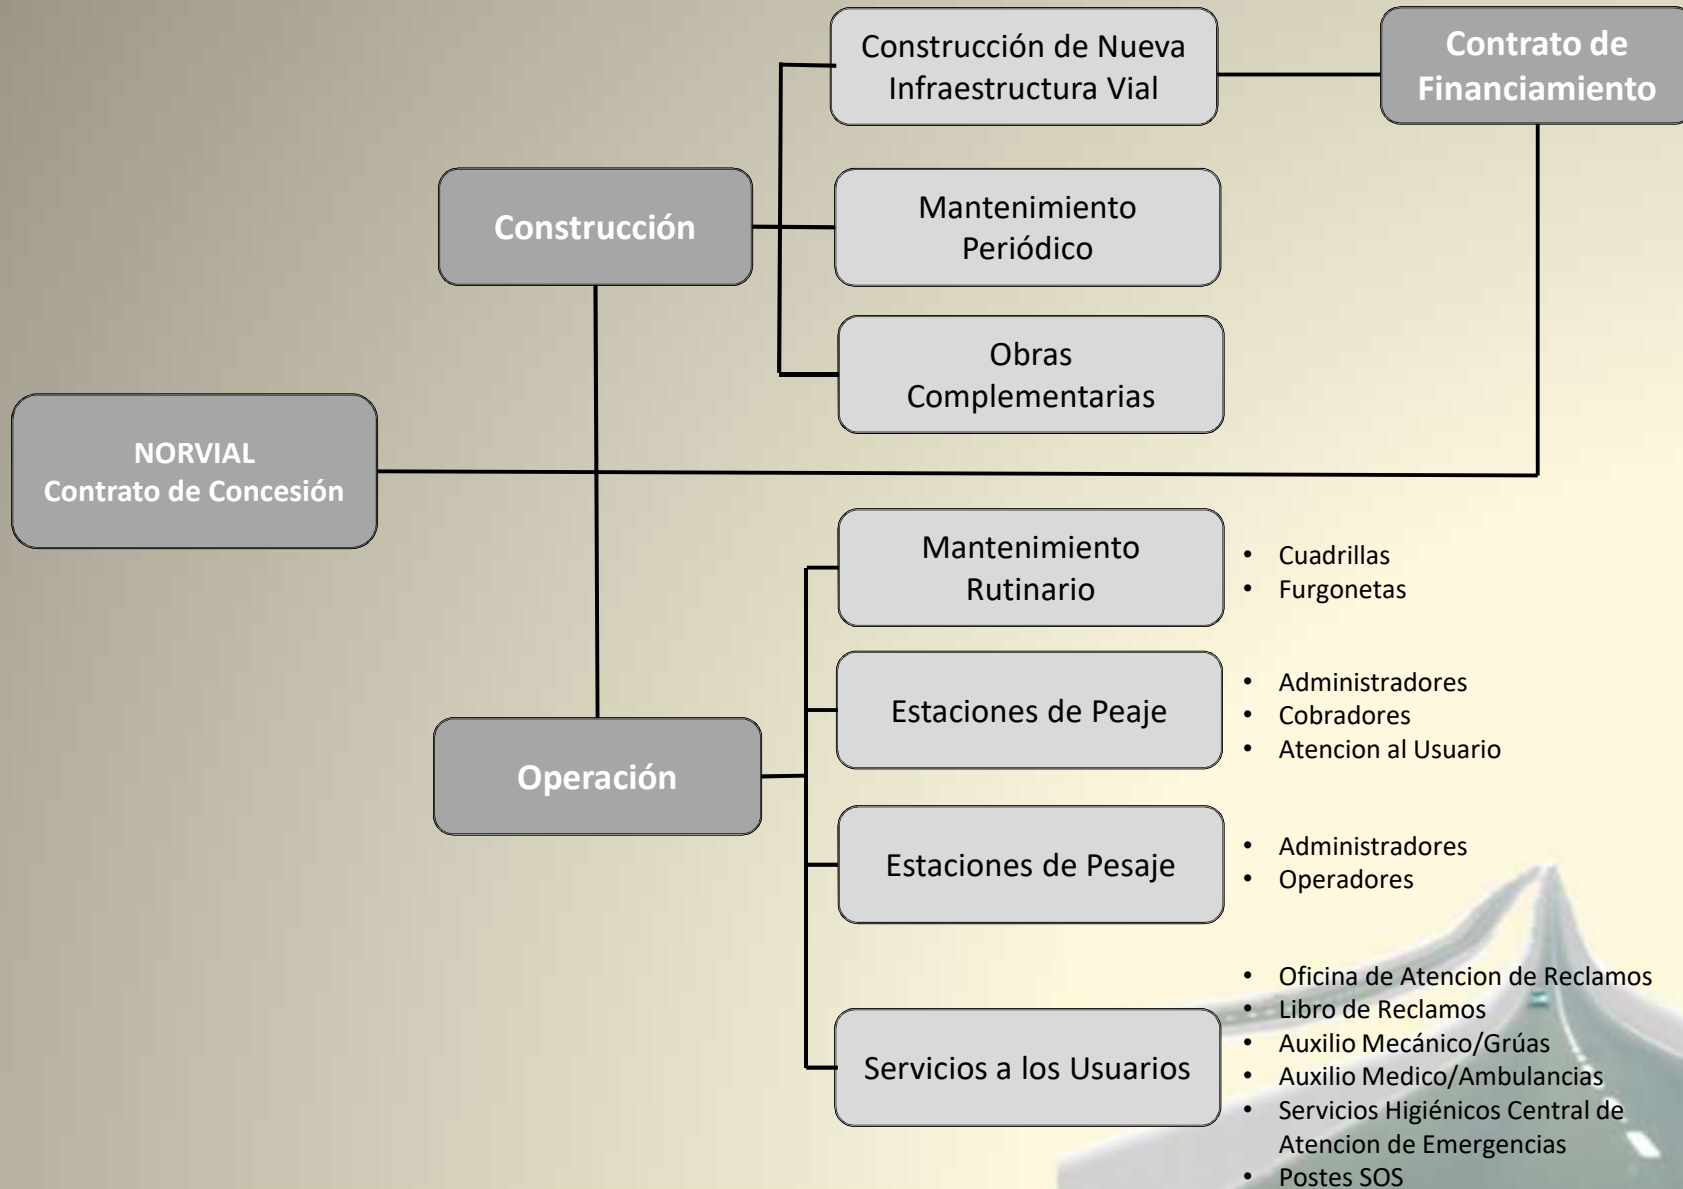 Construcción de Nueva
Infraestructura Vial
Contrato de
Financiamiento
Construcción
Mantenimiento
Periódico
Obras
Complementarias
NORVIAL
Contrato de Concesión
Mantenimiento
Rutinario
• Cuadrillas
• Furgonetas
Estaciones de Peaje
• Administradores
• Cobradores
• Atencion al Usuario
Operación
Estaciones de Pesaje
• Administradores
• Operadores
Servicios a los Usuarios
• Oficina de Atencion de Reclamos
• Libro de Reclamos
• Auxilio Mecánico/Grúas
• Auxilio Medico/Ambulancias
• Servicios Higiénicos Central de
Atencion de Emergencias
• Postes SOS